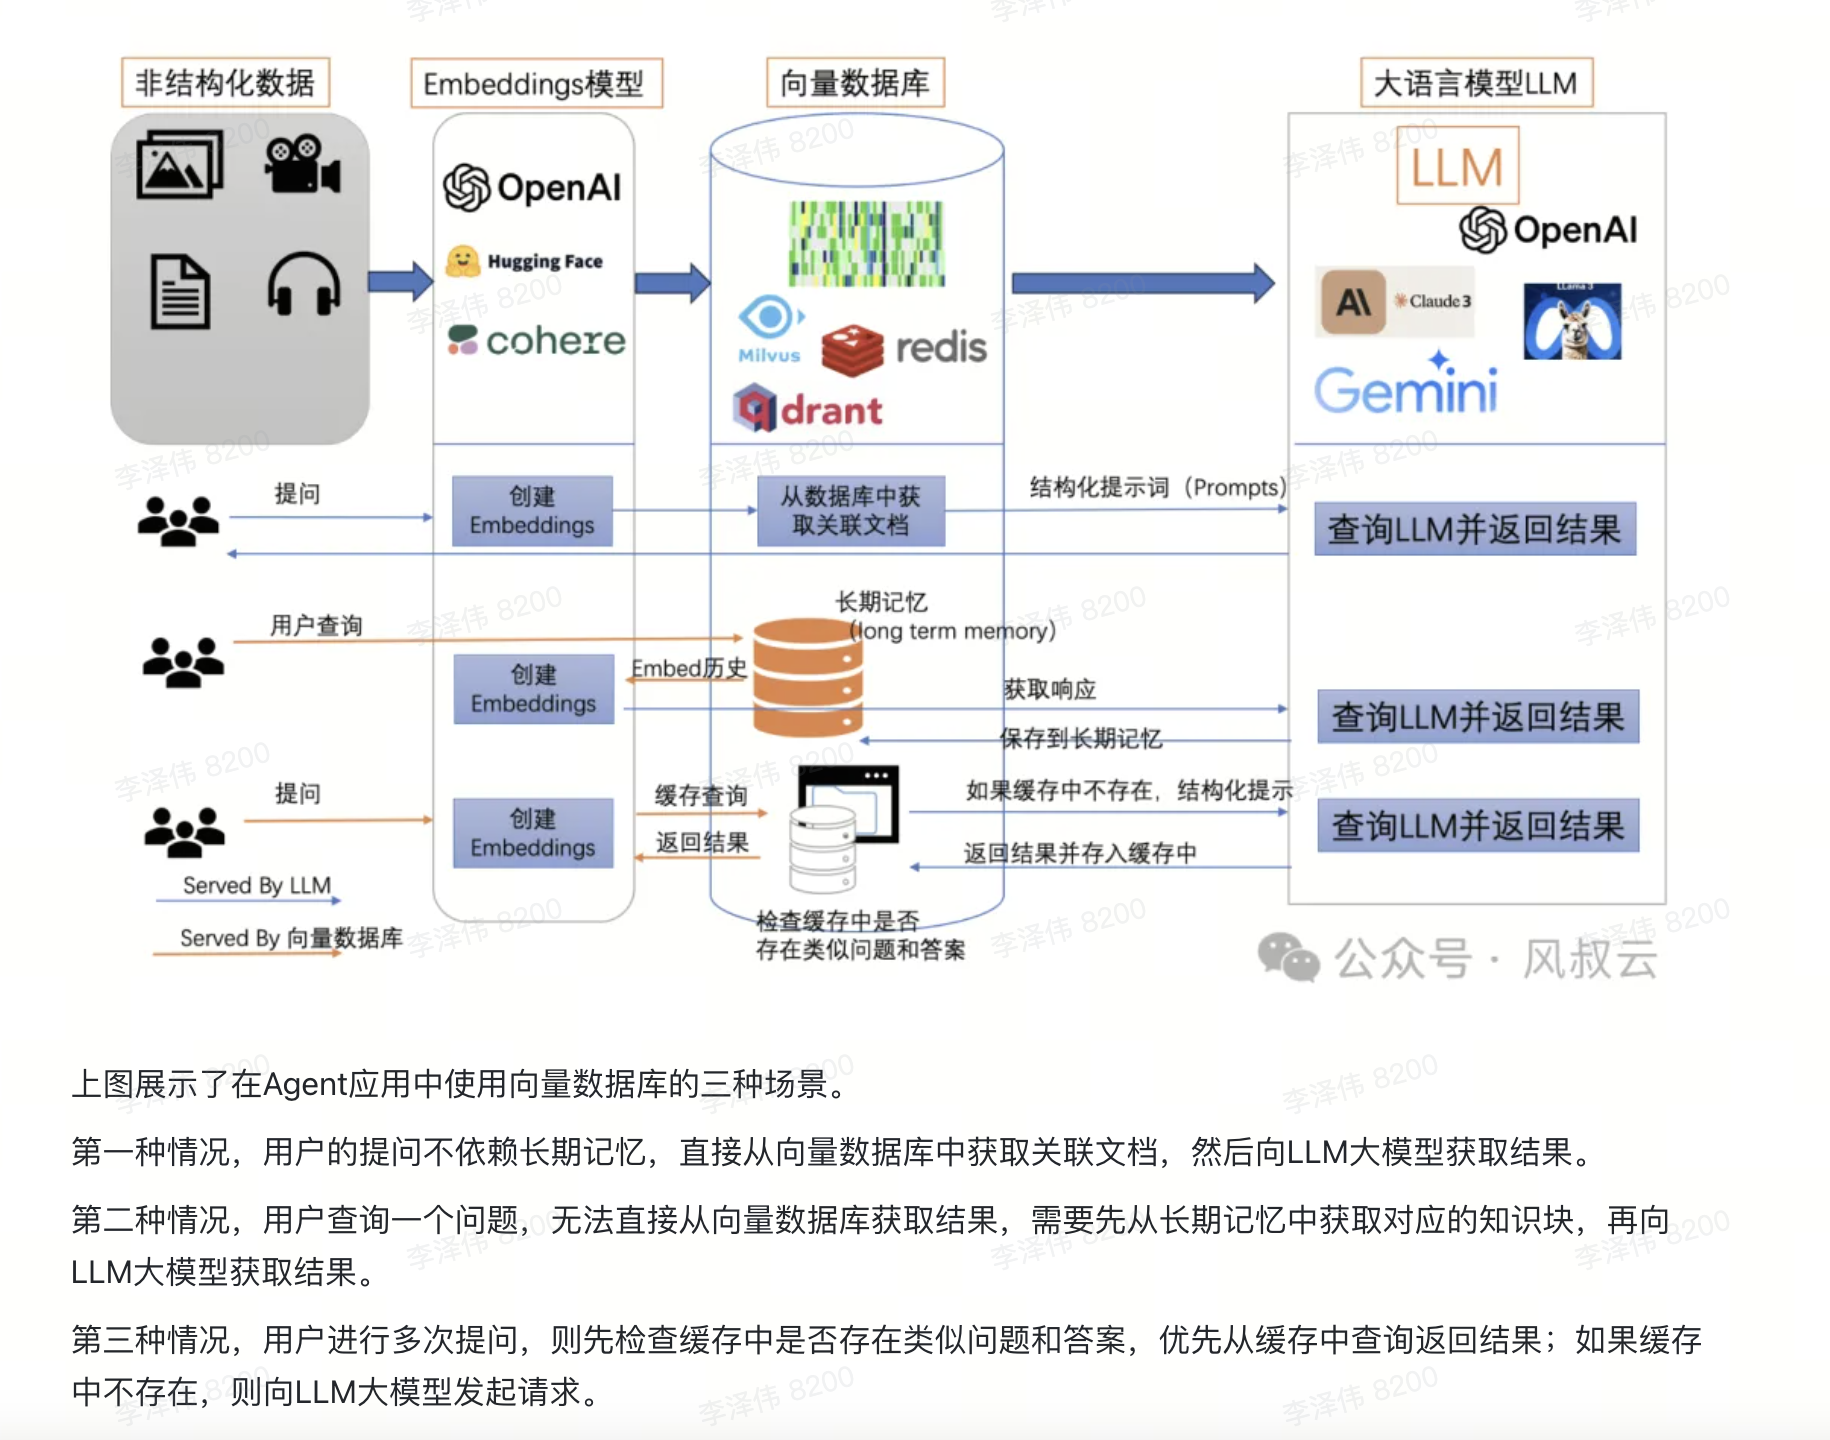 非结构化数据
Embeddings模型
向量数据库
大语言模型LLM
LLM
OpenAI
OpenAI
Hugging Face
cohere
Milvus
redis
qdrant
AI Claude 3
LLama 3
Gemini
提问
创建
Embeddings
从数据库中获
取关联文档
结构化提示词（Prompts)
查询LLM并返回结果
用户查询
长期记忆
（long term memory）
创建
Embeddings
Embed历史
获取响应
保存到长期记忆
查询LLM并返回结果
提问
创建
Embeddings
缓存查询
返回结果
如果缓存中不存在，结构化提示
返回结果并存入缓存中
查询LLM并返回结果
检查缓存中是否
存在类似问题和答案
Served By LLM
Served By 向量数据库
公众号 · 风叔云
上图展示了在Agent应用中使用向量数据库的三种场景。
第一种情况，用户的提问不依赖长期记忆，直接从向量数据库中获取关联文档，然后向LLM大模型获取结果。
第二种情况，用户查询一个问题，无法直接从向量数据库获取结果，需要先从长期记忆中获取对应的知识块，再向
LLM大模型获取结果。
第三种情况，用户进行多次提问，则先检查缓存中是否存在类似问题和答案，优先从缓存中查询返回结果；如果缓存
中不存在，则向LLM大模型发起请求。
李泽伟 8200